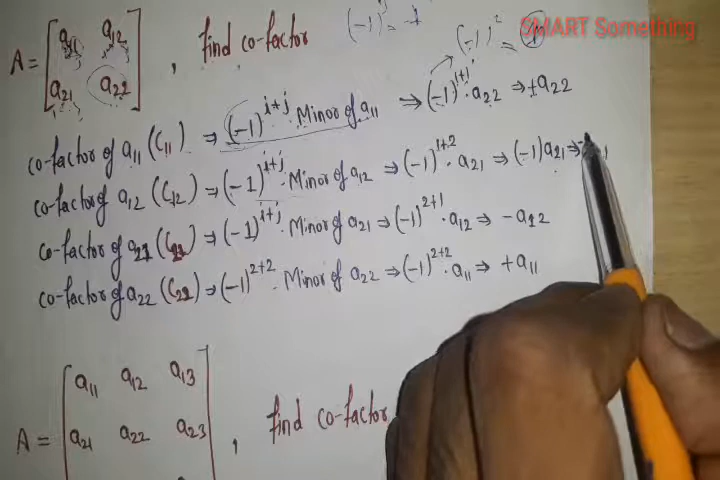 SMART Something
A = [a11 a12
a21 a22] , find co-factor (-1) = -1 (-1)² =
co-factor of a11 (C11) ⇒ (-1)^i+j . Minor of a11 ⇒ (-1)^1+1 . a22 ⇒ +a22
co-factor of a12 (C12) ⇒ (-1)^i+j . Minor of a12 ⇒ (-1)^1+2 . a21 ⇒ (-1)a21 ⇒
co-factor of a21 (C21) ⇒ (-1)^i+j . Minor of a21 ⇒ (-1)^2+1 . a12 ⇒ -a12
co-factor of a22 (C22) ⇒ (-1)^2+2 . Minor of a22 ⇒ (-1)^2+2 . a11 ⇒ +a11
a11 a12 a13
A = a21 a22 a23 , find co-factor